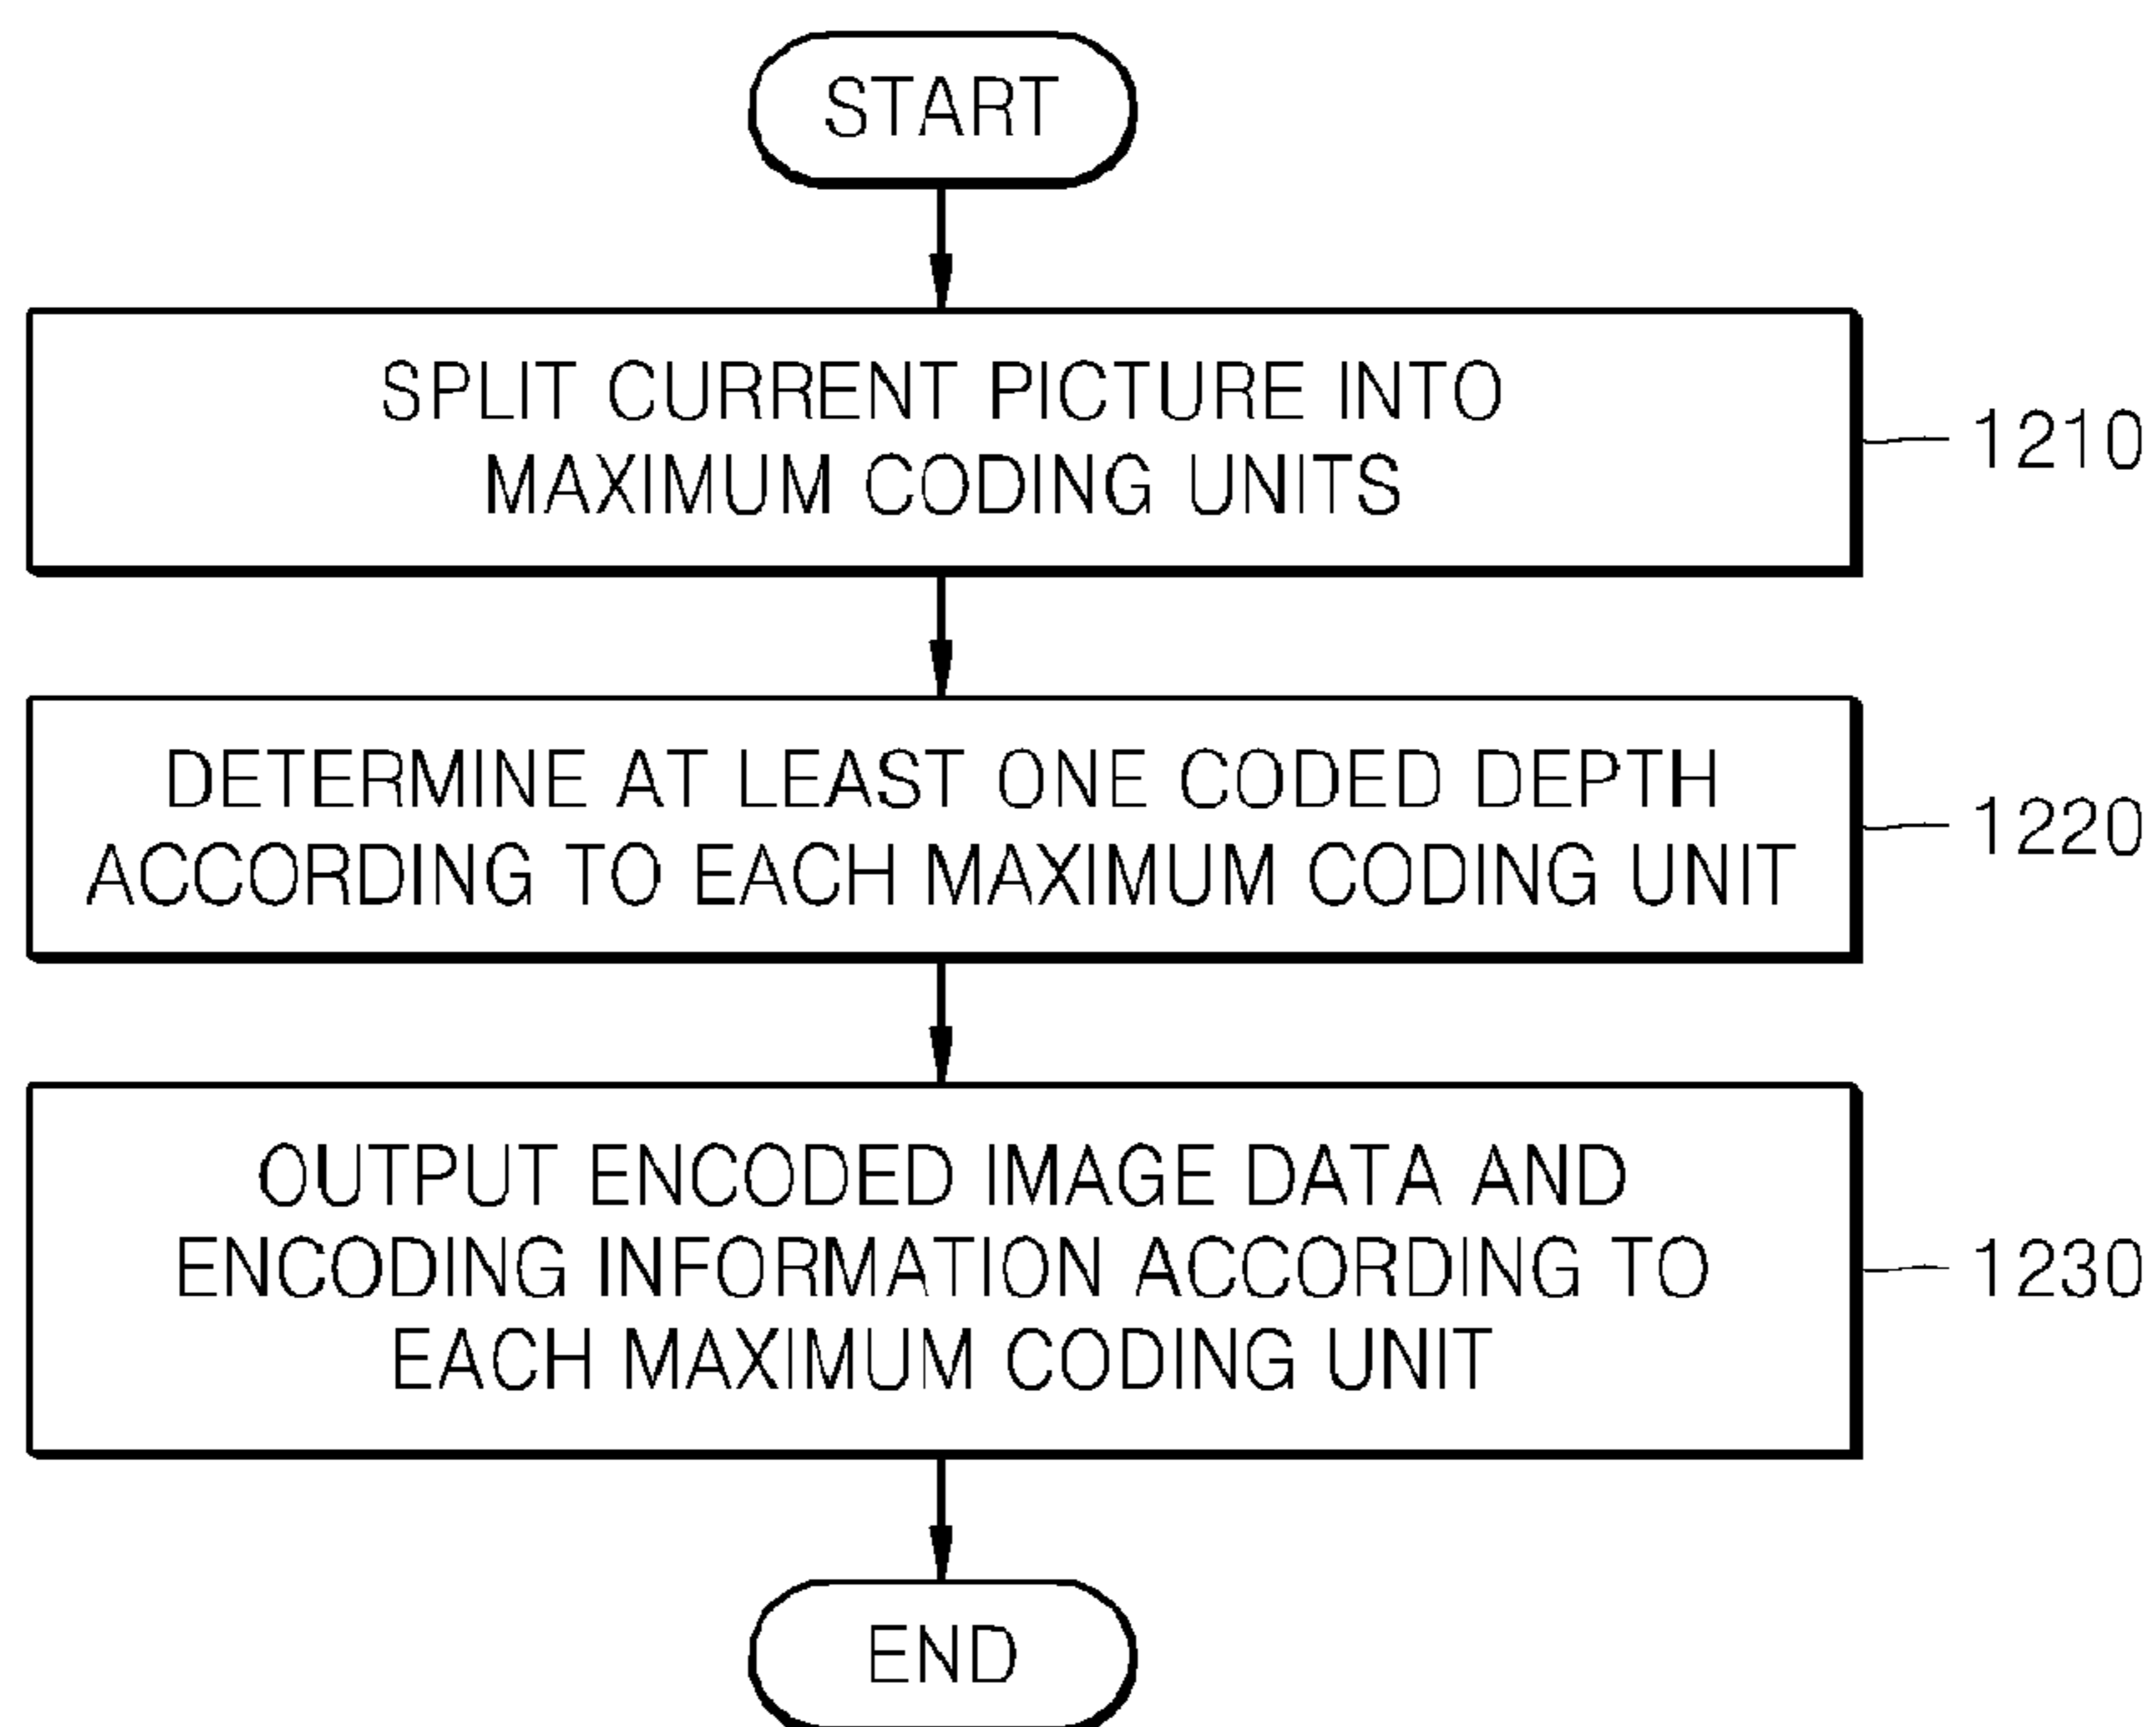 START
SPLIT CURRENT PICTURE INTO
MAXIMUM CODING UNITS
1210
DETERMINE AT LEAST ONE CODED DEPTH
ACCORDING TO EACH MAXIMUM CODING UNIT
1220
OUTPUT ENCODED IMAGE DATA AND
ENCODING INFORMATION ACCORDING TO
EACH MAXIMUM CODING UNIT
1230
END